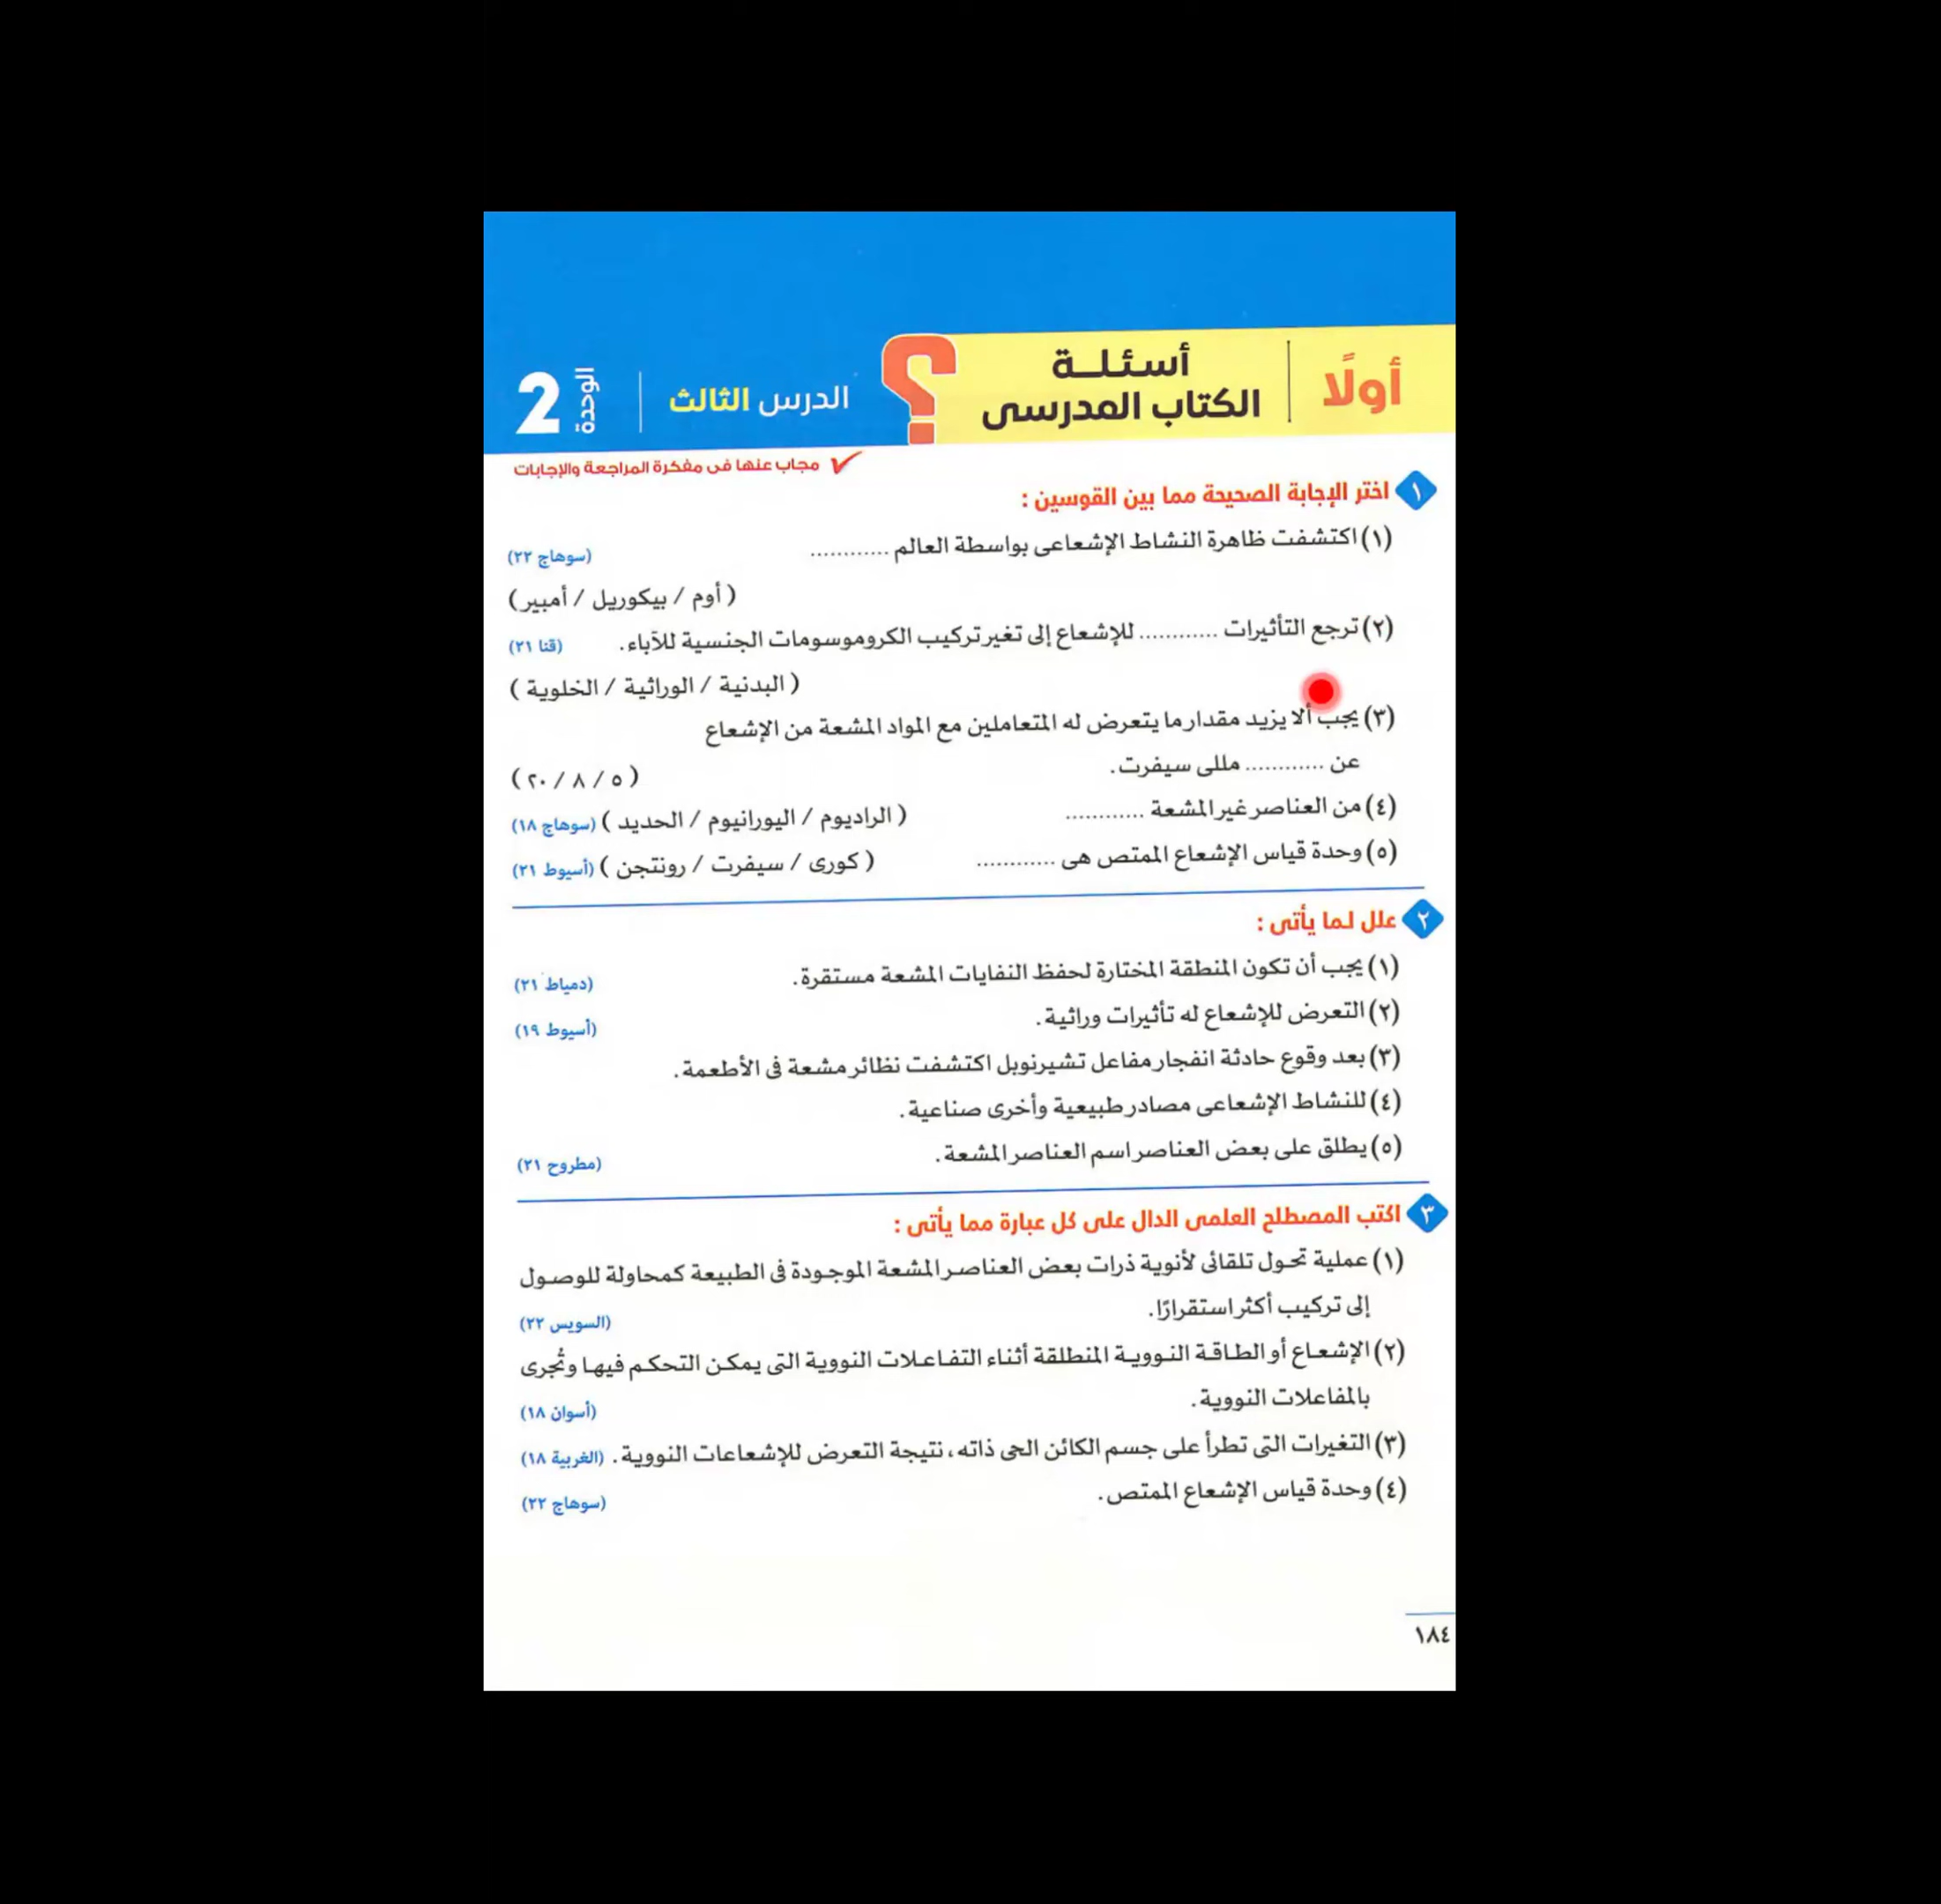 أولًا
أسئلـــة
الكتاب المدرسى
؟
الدرس الثالث
الوحدة
2
مجاب عنها فى مفكرة المراجعة والإجابات
١ اختر الإجابة الصحيحة مما بين القوسين :
(١) اكتشفت ظاهرة النشاط الإشعاعى بواسطة العالم ............ (سوهاج ٢٢)
( أوم / بيكوريل / أمبير )
(٢) ترجع التأثيرات ............ للإشعاع إلى تغير تركيب الكروموسومات الجنسية للآباء. (قنا ٢١)
( البدنية / الوراثية / الخلوية )
(٣) يجب ألا يزيد مقدار ما يتعرض له المتعاملين مع المواد المشعة من الإشعاع
عن ............ مللى سيفرت. ( ٥ / ٨ / ٢٠ )
(٤) من العناصر غير المشعة ............ ( الراديوم / اليورانيوم / الحديد ) (سوهاج ١٨)
(٥) وحدة قياس الإشعاع الممتص هى ............ ( كورى / سيفرت / رونتجن ) (أسيوط ٢١)
٢ علل لما يأتى :
(١) يجب أن تكون المنطقة المختارة لحفظ النفايات المشعة مستقرة. (دمياط ٢١)
(٢) التعرض للإشعاع له تأثيرات وراثية. (أسيوط ١٩)
(٣) بعد وقوع حادثة انفجار مفاعل تشيرنوبل اكتشفت نظائر مشعة فى الأطعمة.
(٤) للنشاط الإشعاعى مصادر طبيعية وأخرى صناعية.
(٥) يطلق على بعض العناصر اسم العناصر المشعة. (مطروح ٢١)
٣ اكتب المصطلح العلمى الدال على كل عبارة مما يأتى :
(١) عملية تحول تلقائى لأنوية ذرات بعض العناصر المشعة الموجودة فى الطبيعة كمحاولة للوصول
إلى تركيب أكثر استقرارًا. (السويس ٢٢)
(٢) الإشعاع أو الطاقة النووية المنطلقة أثناء التفاعلات النووية التى يمكن التحكم فيها وتُجرى
بالمفاعلات النووية. (أسوان ١٨)
(٣) التغيرات التى تطرأ على جسم الكائن الحى ذاته، نتيجة التعرض للإشعاعات النووية. (الغربية ١٨)
(٤) وحدة قياس الإشعاع الممتص. (سوهاج ٢٢)
١٨٤